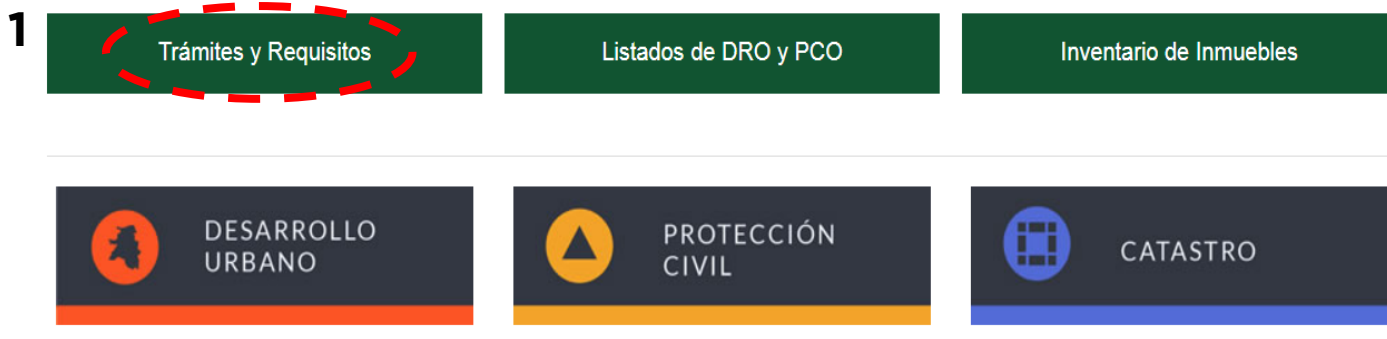 1
Trámites y Requisitos
Listados de DRO y PCO
Inventario de Inmuebles
DESARROLLO
URBANO
PROTECCIÓN
CIVIL
CATASTRO